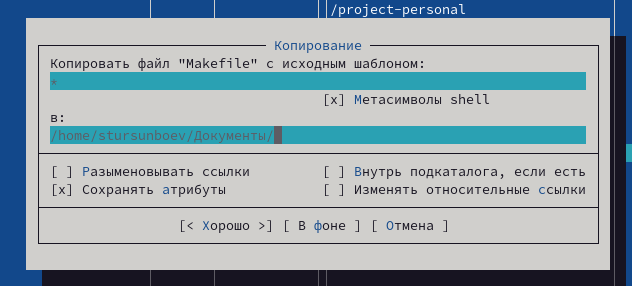 /project-personal
Копирование
Копировать файл "Makefile" с исходным шаблоном:
*
[x] Метасимволы shell
в:
/home/stursunboev/Документы/
[ ] Разыменовывать ссылки [ ] Внутрь подкаталога, если есть
[x] Сохранять атрибуты [ ] Изменять относительные ссылки
[< Хорошо >] [ В фоне ] [ Отмена ]